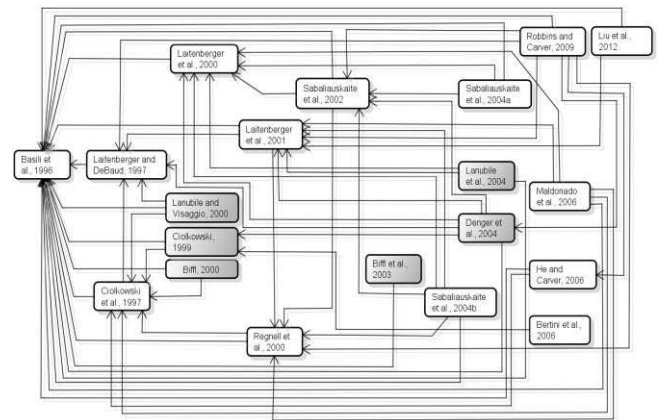 Robbins and
Carver, 2009
Liu et al.,
2012
Laitenberger
et al., 2000
Sabaliauskaite
et al., 2002
Sabaliauskaite
et al., 2004a
Laitenberger
et al., 2001
Basili et
al., 1996
Laitenberger and
DeBaud, 1997
Lanubile et
al., 2004
Maldonado
et al., 2006
Lanubile and
Visaggio, 2000
Denger et
al., 2004
Ciolkowski,
1999
Biffl, 2000
Biffl et al.,
2003
He and
Carver, 2006
Ciolkowski
et al., 1997
Sabaliauskaite
et al., 2004b
Regnell et
al., 2000
Bertini et al.,
2006